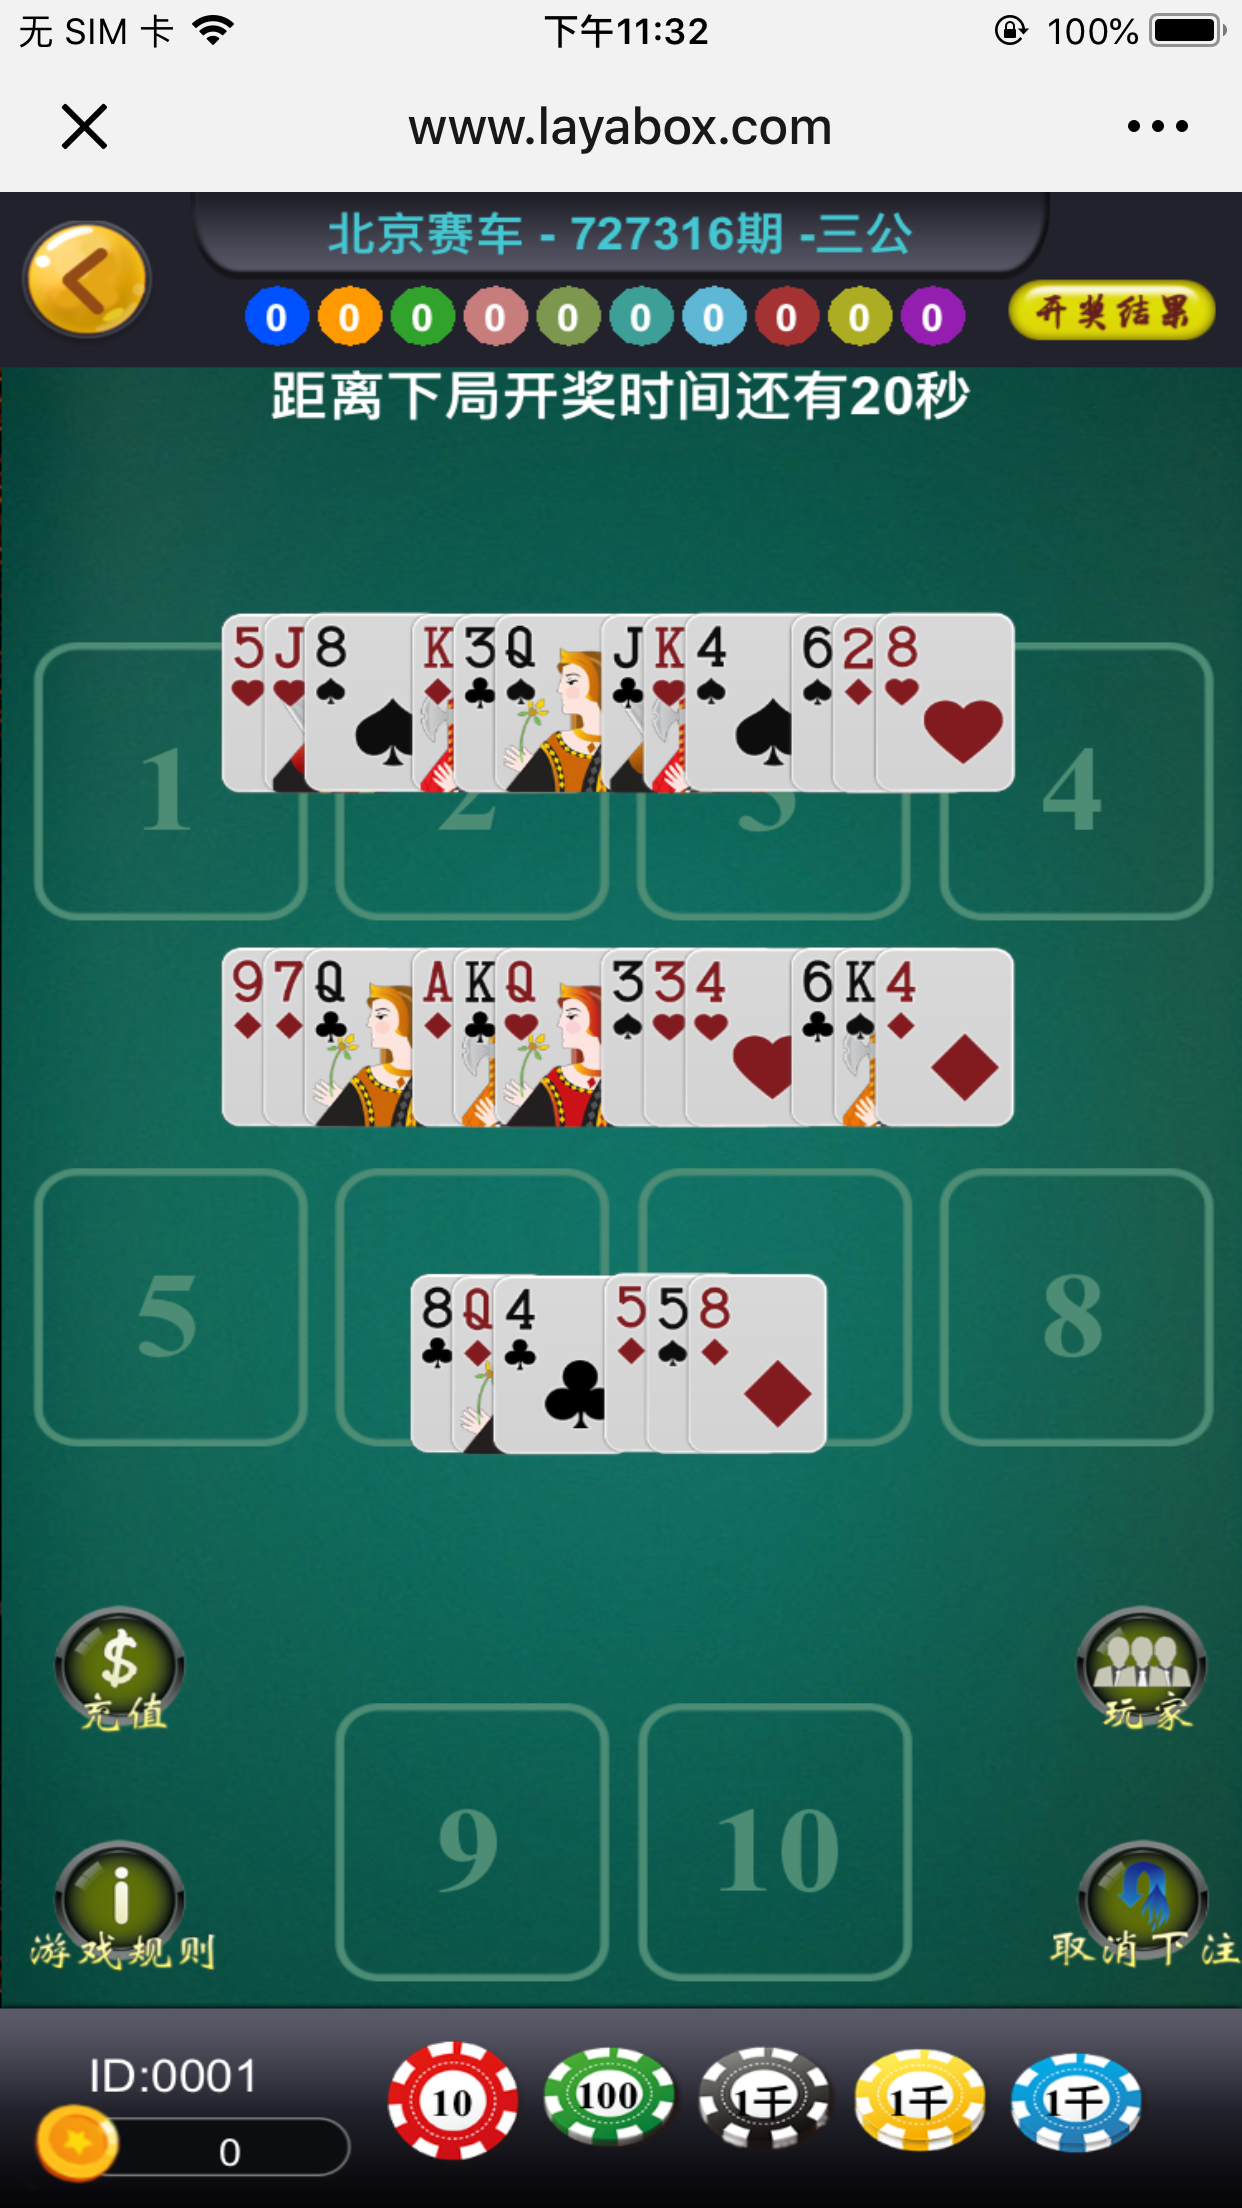 无 SIM 卡 下午11:32 100%
www.layabox.com
北京赛车 - 727316期 -三公
0 0 0 0 0 0 0 0 0 0 开奖结果
距离下局开奖时间还有20秒
5 J 8 K 3 Q J K 4 6 2 8
1 2 3 4
9 7 Q A K Q 3 3 4 6 K 4
5 8
8 Q 4 5 5 8
$
充值 玩家
9 10
i
游戏规则 取消下注
ID:0001
10 100 1千 1千 1千
0